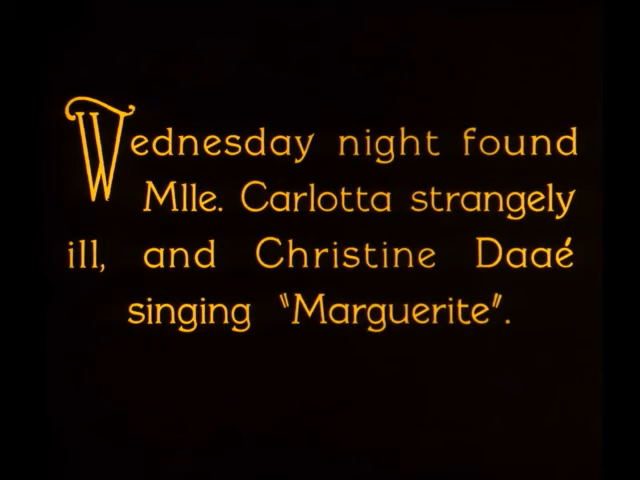 Wednesday night found
Mlle. Carlotta strangely
ill, and Christine Daaé
singing "Marguerite".